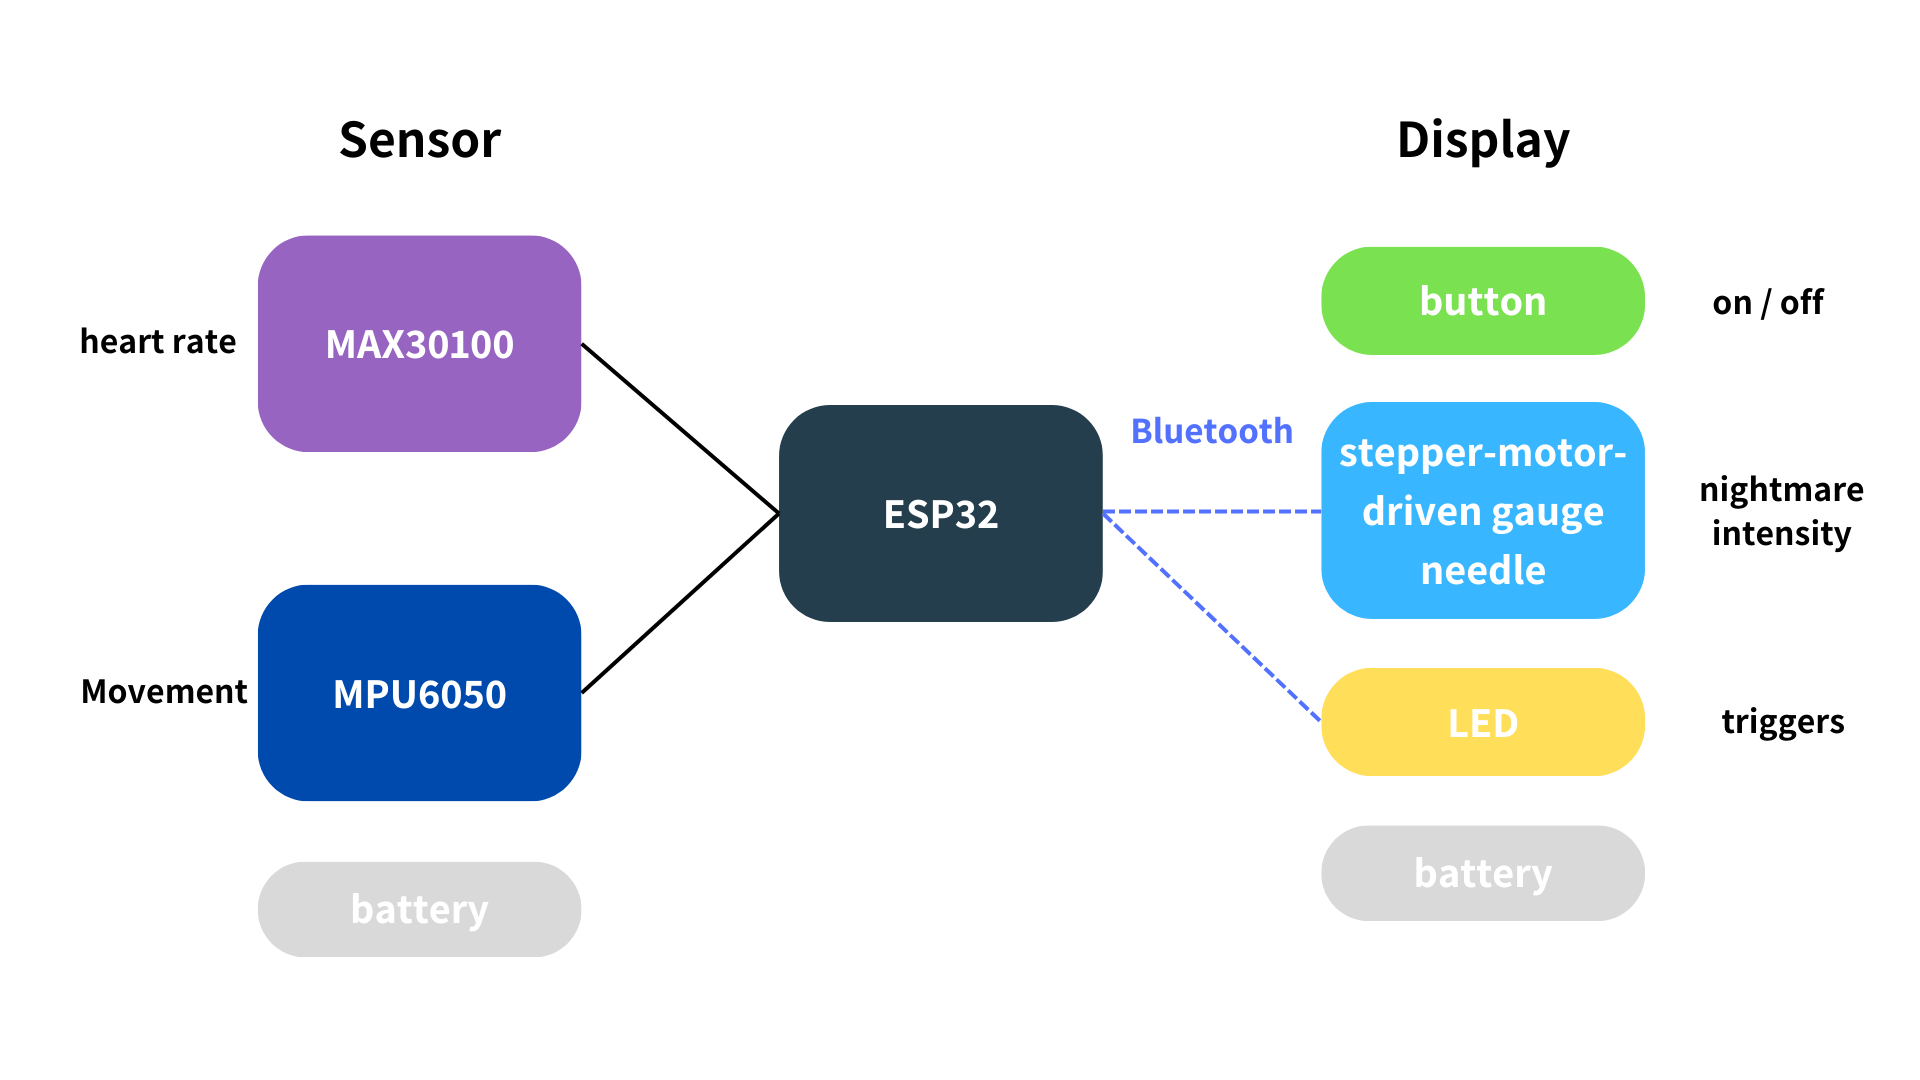 Sensor
Display
heart rate
MAX30100
Movement
MPU6050
battery
ESP32
Bluetooth
button
on / off
stepper-motor-
driven gauge
needle
nightmare
intensity
LED
triggers
battery